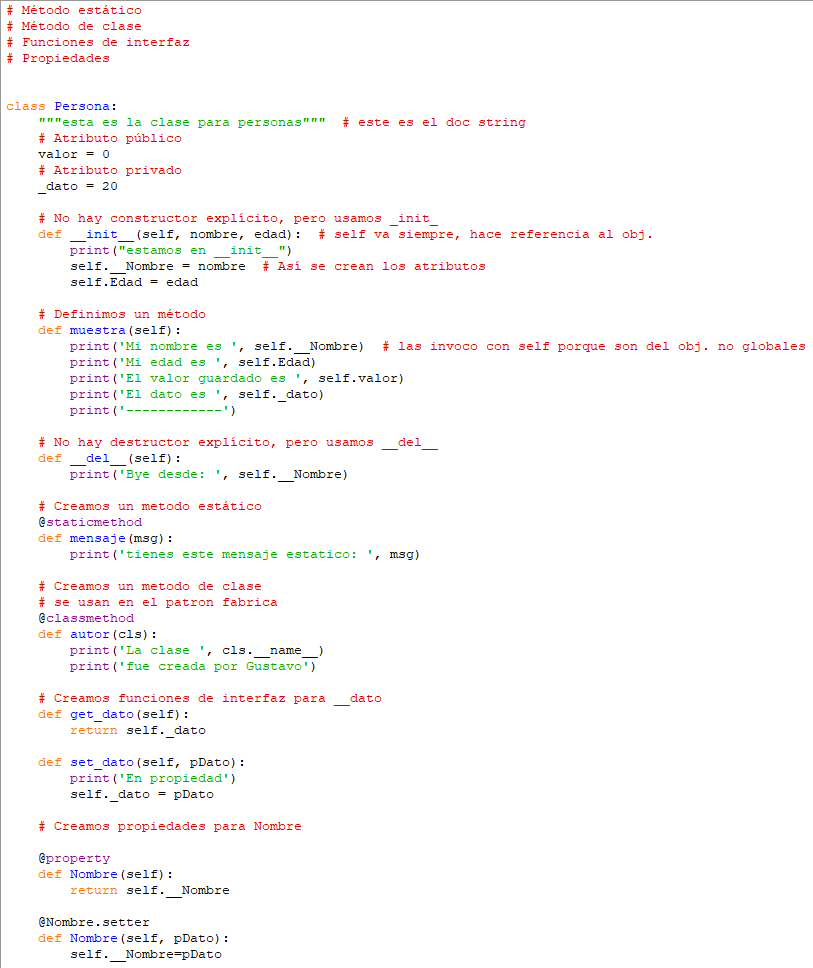 # Método estático
# Método de clase
# Funciones de interfaz
# Propiedades


class Persona:
    """esta es la clase para personas"""  # este es el doc string
    # Atributo público
    valor = 0
    # Atributo privado
    _dato = 20

    # No hay constructor explícito, pero usamos _init_
    def __init__(self, nombre, edad):  # self va siempre, hace referencia al obj.
        print("estamos en __init__")
        self.__Nombre = nombre  # Así se crean los atributos
        self.Edad = edad

    # Definimos un método
    def muestra(self):
        print('Mi nombre es ', self.__Nombre)  # las invoco con self porque son del obj. no globales
        print('Mi edad es ', self.Edad)
        print('El valor guardado es ', self.valor)
        print('El dato es ', self._dato)
        print('------------')

    # No hay destructor explícito, pero usamos __del__
    def __del__(self):
        print('Bye desde: ', self.__Nombre)

    # Creamos un metodo estático
    @staticmethod
    def mensaje(msg):
        print('tienes este mensaje estatico: ', msg)

    # Creamos un metodo de clase
    # se usan en el patron fabrica
    @classmethod
    def autor(cls):
        print('La clase ', cls.__name__)
        print('fue creada por Gustavo')

    # Creamos funciones de interfaz para __dato
    def get_dato(self):
        return self._dato

    def set_dato(self, pDato):
        print('En propiedad')
        self._dato = pDato

    # Creamos propiedades para Nombre

    @property
    def Nombre(self):
        return self.__Nombre

    @Nombre.setter
    def Nombre(self, pDato):
        self.__Nombre=pDato